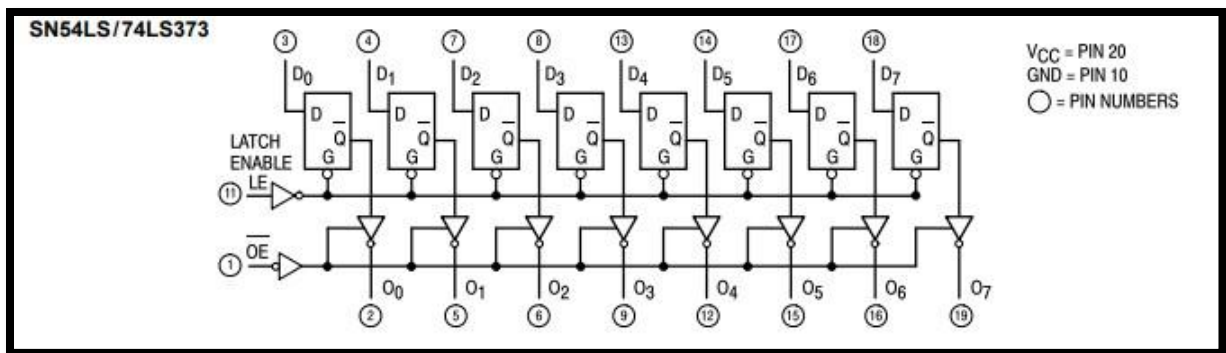 SN54LS/74LS373
3 4 7 8 13 14 17 18
V_CC = PIN 20
GND = PIN 10
○ = PIN NUMBERS
D₀ D₁ D₂ D₃ D₄ D₅ D₆ D₇
D D D D D D D D
Q̅ Q̅ Q̅ Q̅ Q̅ Q̅ Q̅ Q̅
G G G G G G G G
LATCH
ENABLE
11 LE
1 O̅E̅
O₀ O₁ O₂ O₃ O₄ O₅ O₆ O₇
2 5 6 9 12 15 16 19